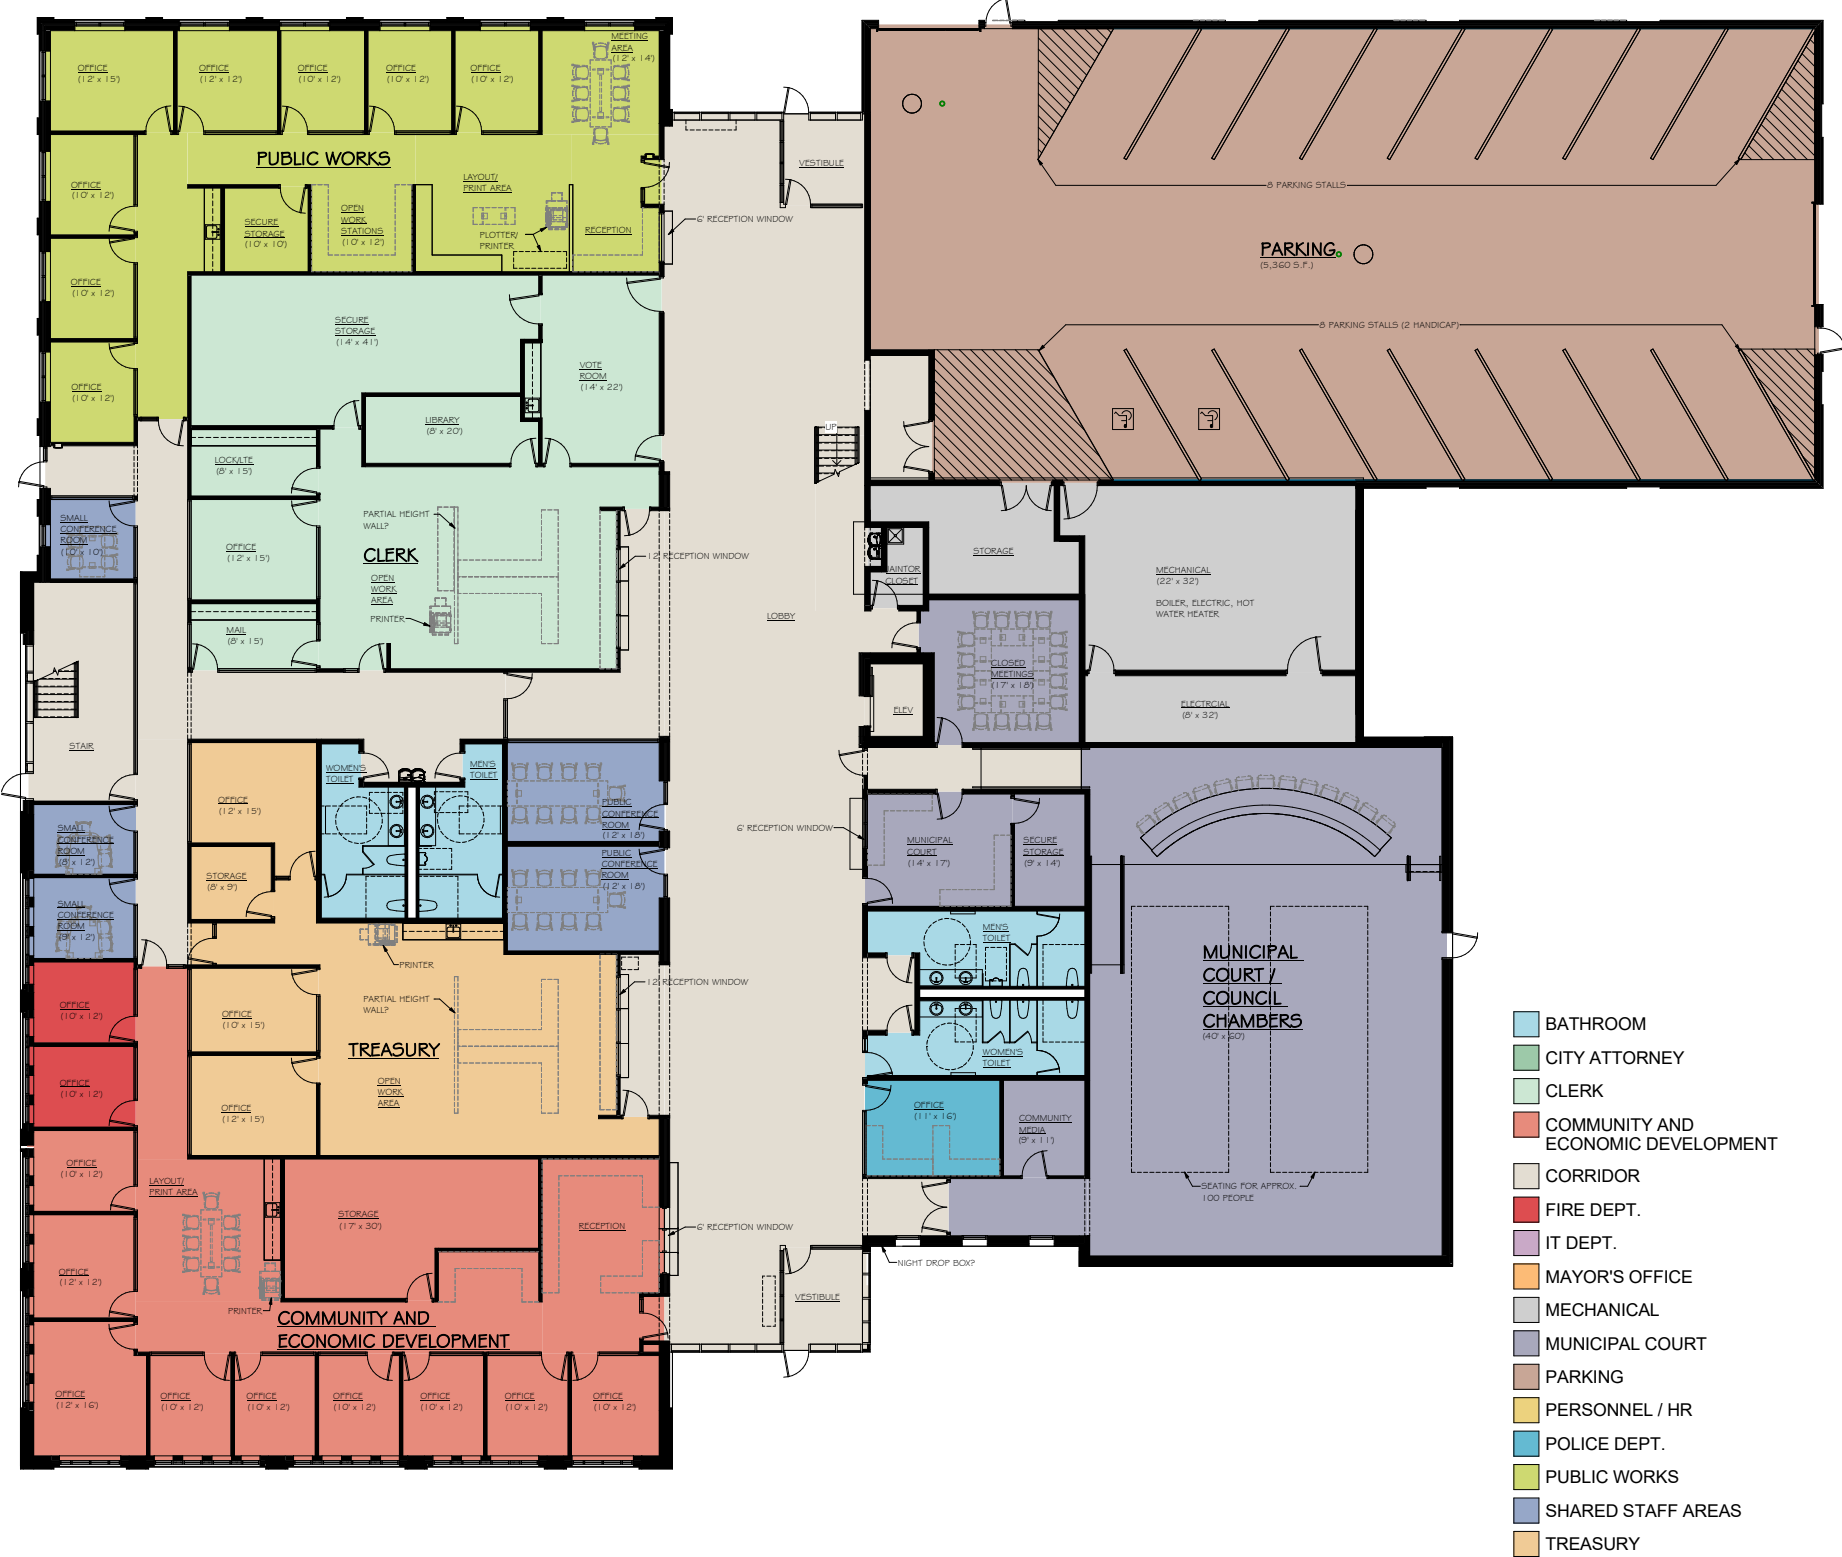 OFFICE
(12' x 15')
OFFICE
(12' x 12')
OFFICE
(10' x 12')
OFFICE
(10' x 12')
OFFICE
(10' x 12')
MEETING
AREA
(12' x 14')
PUBLIC WORKS
OFFICE
(10' x 12')
LAYOUT/
PRINT AREA
SECURE
STORAGE
(10' x 10')
OPEN
WORK
STATIONS
(10' x 12')
PLOTTER/
PRINTER
RECEPTION
6' RECEPTION WINDOW
VESTIBULE
OFFICE
(10' x 12')
OFFICE
(10' x 12')
8 PARKING STALLS
PARKING
(5,360 S.F.)
8 PARKING STALLS (2 HANDICAP)
SECURE
STORAGE
(14' x 41')
VOTE
ROOM
(14' x 22')
LIBRARY
(8' x 20')
UP
LOCK/LTE
(8' x 15')
SMALL
CONFERENCE
ROOM
(10' x 10')
OFFICE
(12' x 15')
PARTIAL HEIGHT
WALL?
CLERK
OPEN
WORK
AREA
PRINTER
12' RECEPTION WINDOW
MAIL
(8' x 15')
LOBBY
STORAGE
JANITOR
CLOSET
MECHANICAL
(22' x 32')
BOILER, ELECTRIC, HOT
WATER HEATER
CLOSED
MEETINGS
(17' x 18')
ELEV
ELECTRCIAL
(8' x 32')
STAIR
OFFICE
(12' x 15')
WOMEN'S
TOILET
MEN'S
TOILET
PUBLIC
CONFERENCE
ROOM
(12' x 18')
PUBLIC
CONFERENCE
ROOM
(12' x 18')
SMALL
CONFERENCE
ROOM
(8' x 12')
STORAGE
(8' x 9')
SMALL
CONFERENCE
ROOM
(9' x 12')
6' RECEPTION WINDOW
MUNICIPAL
COURT
(14' x 17')
SECURE
STORAGE
(9' x 14')
MEN'S
TOILET
WOMEN'S
TOILET
MUNICIPAL
COURT /
COUNCIL
CHAMBERS
(40' x 60')
SEATING FOR APPROX.
100 PEOPLE
PRINTER
PARTIAL HEIGHT
WALL?
12' RECEPTION WINDOW
OFFICE
(10' x 12')
OFFICE
(10' x 15')
TREASURY
OPEN
WORK
AREA
OFFICE
(10' x 12')
OFFICE
(12' x 15')
OFFICE
(11' x 16')
COMMUNITY
MEDIA
(9' x 11')
OFFICE
(10' x 12')
LAYOUT/
PRINT AREA
STORAGE
(17' x 30')
RECEPTION
6' RECEPTION WINDOW
NIGHT DROP BOX?
VESTIBULE
OFFICE
(12' x 12')
PRINTER
COMMUNITY AND
ECONOMIC DEVELOPMENT
OFFICE
(12' x 16')
OFFICE
(10' x 12')
OFFICE
(10' x 12')
OFFICE
(10' x 12')
OFFICE
(10' x 12')
OFFICE
(10' x 12')
OFFICE
(10' x 12')
BATHROOM
CITY ATTORNEY
CLERK
COMMUNITY AND
ECONOMIC DEVELOPMENT
CORRIDOR
FIRE DEPT.
IT DEPT.
MAYOR'S OFFICE
MECHANICAL
MUNICIPAL COURT
PARKING
PERSONNEL / HR
POLICE DEPT.
PUBLIC WORKS
SHARED STAFF AREAS
TREASURY